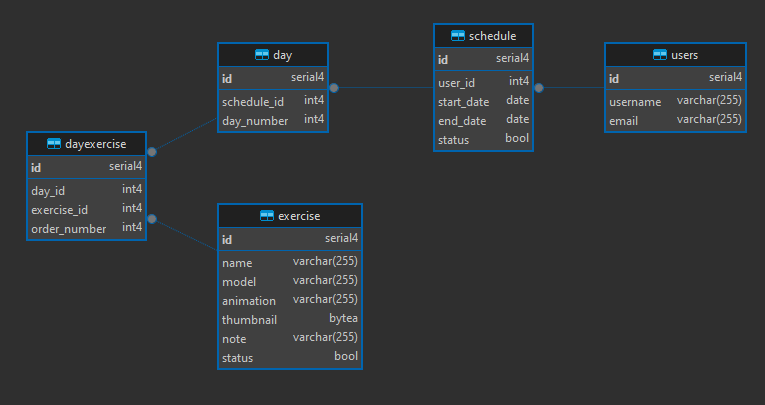 day
id serial4
schedule_id int4
day_number int4
schedule
id serial4
user_id int4
start_date date
end_date date
status bool
users
id serial4
username varchar(255)
email varchar(255)
dayexercise
id serial4
day_id int4
exercise_id int4
order_number int4
exercise
id serial4
name varchar(255)
model varchar(255)
animation varchar(255)
thumbnail bytea
note varchar(255)
status bool